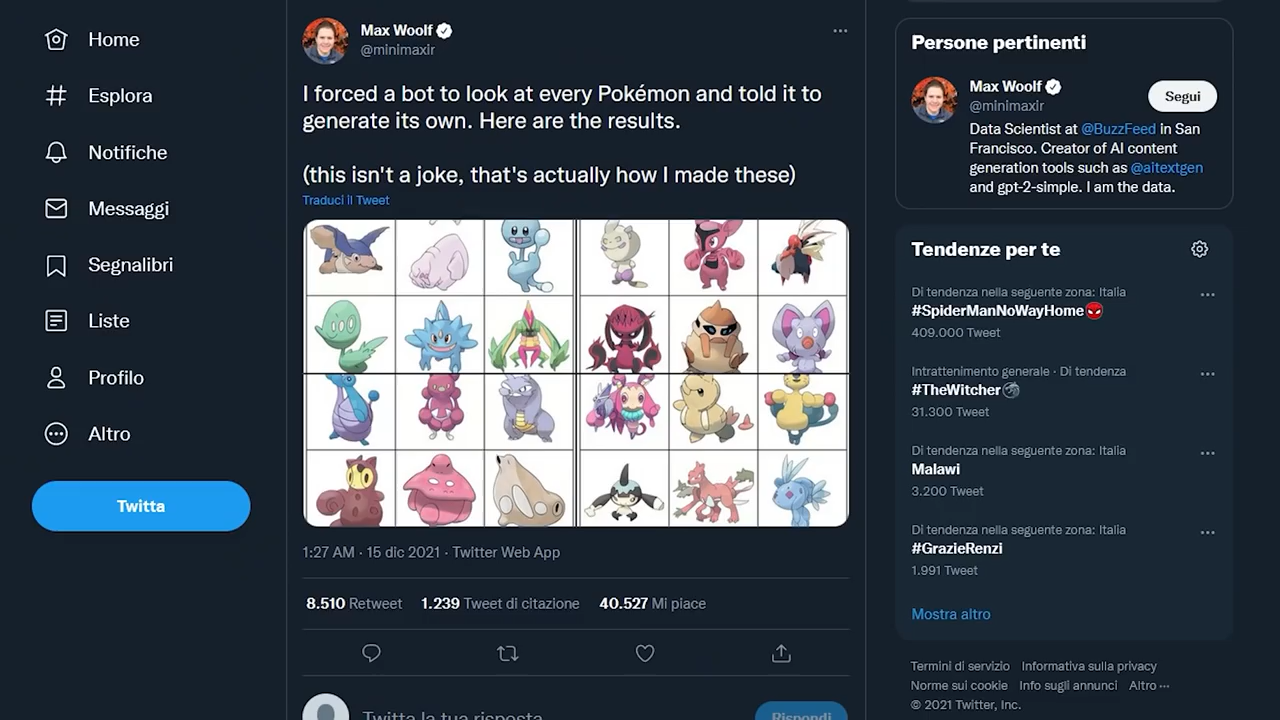 Home
Esplora
Notifiche
Messaggi
Segnalibri
Liste
Profilo
Altro
Twitta
Max Woolf
@minimaxir
I forced a bot to look at every Pokémon and told it to
generate its own. Here are the results.
(this isn't a joke, that's actually how I made these)
Traduci il Tweet
1:27 AM · 15 dic 2021 · Twitter Web App
8.510 Retweet 1.239 Tweet di citazione 40.527 Mi piace
Twitta la tua risposta
Rispondi
Persone pertinenti
Max Woolf
@minimaxir
Segui
Data Scientist at @BuzzFeed in San
Francisco. Creator of AI content
generation tools such as @aitextgen
and gpt-2-simple. I am the data.
Tendenze per te
Di tendenza nella seguente zona: Italia
#SpiderManNoWayHome
409.000 Tweet
Intrattenimento generale · Di tendenza
#TheWitcher
31.300 Tweet
Di tendenza nella seguente zona: Italia
Malawi
3.200 Tweet
Di tendenza nella seguente zona: Italia
#GrazieRenzi
1.991 Tweet
Mostra altro
Termini di servizio Informativa sulla privacy
Norme sui cookie Info sugli annunci Altro ···
© 2021 Twitter, Inc.